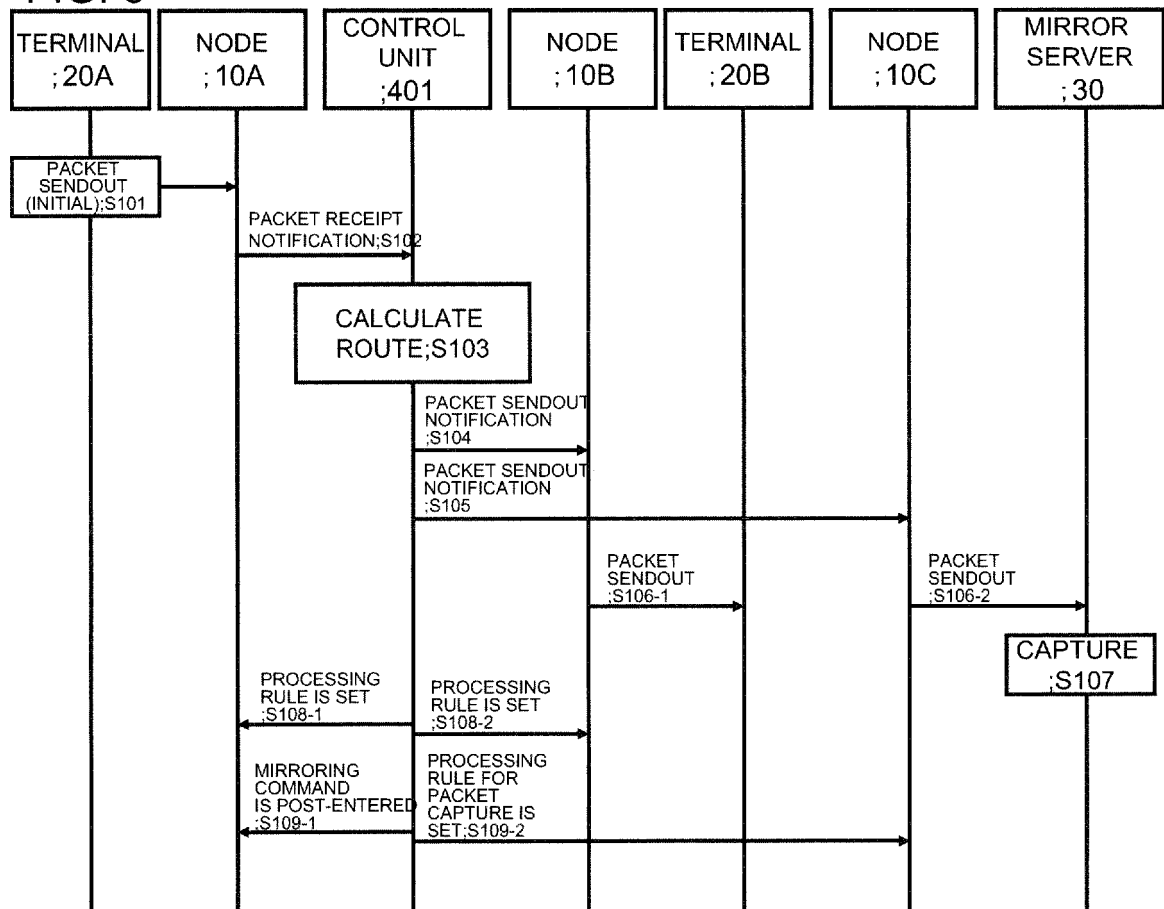 TERMINAL
;20A
NODE
;10A
CONTROL
UNIT
;401
NODE
;10B
TERMINAL
;20B
NODE
;10C
MIRROR
SERVER
;30
PACKET
SENDOUT
(INITIAL);S101
PACKET RECEIPT
NOTIFICATION;S102
CALCULATE
ROUTE;S103
PACKET SENDOUT
NOTIFICATION
;S104
PACKET SENDOUT
NOTIFICATION
;S105
PACKET
SENDOUT
;S106-1
PACKET
SENDOUT
;S106-2
CAPTURE
;S107
PROCESSING
RULE IS SET
;S108-1
PROCESSING
RULE IS SET
;S108-2
MIRRORING
COMMAND
IS POST-ENTERED
;S109-1
PROCESSING
RULE FOR
PACKET
CAPTURE IS
SET;S109-2